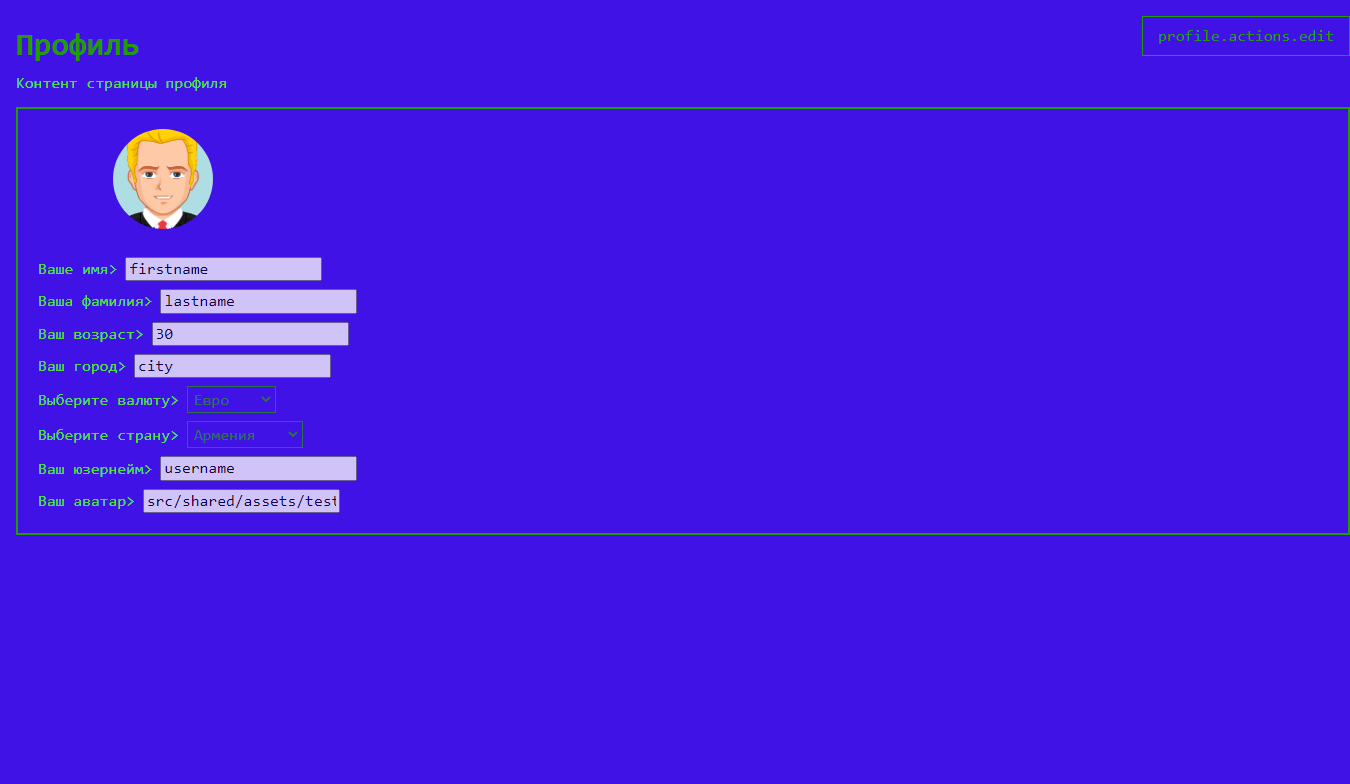 Профиль
profile.actions.edit
Контент страницы профиля
Ваше имя> firstname
Ваша фамилия> lastname
Ваш возраст> 30
Ваш город> city
Выберите валюту> Евро
Выберите страну> Армения
Ваш юзернейм> username
Ваш аватар> src/shared/assets/test